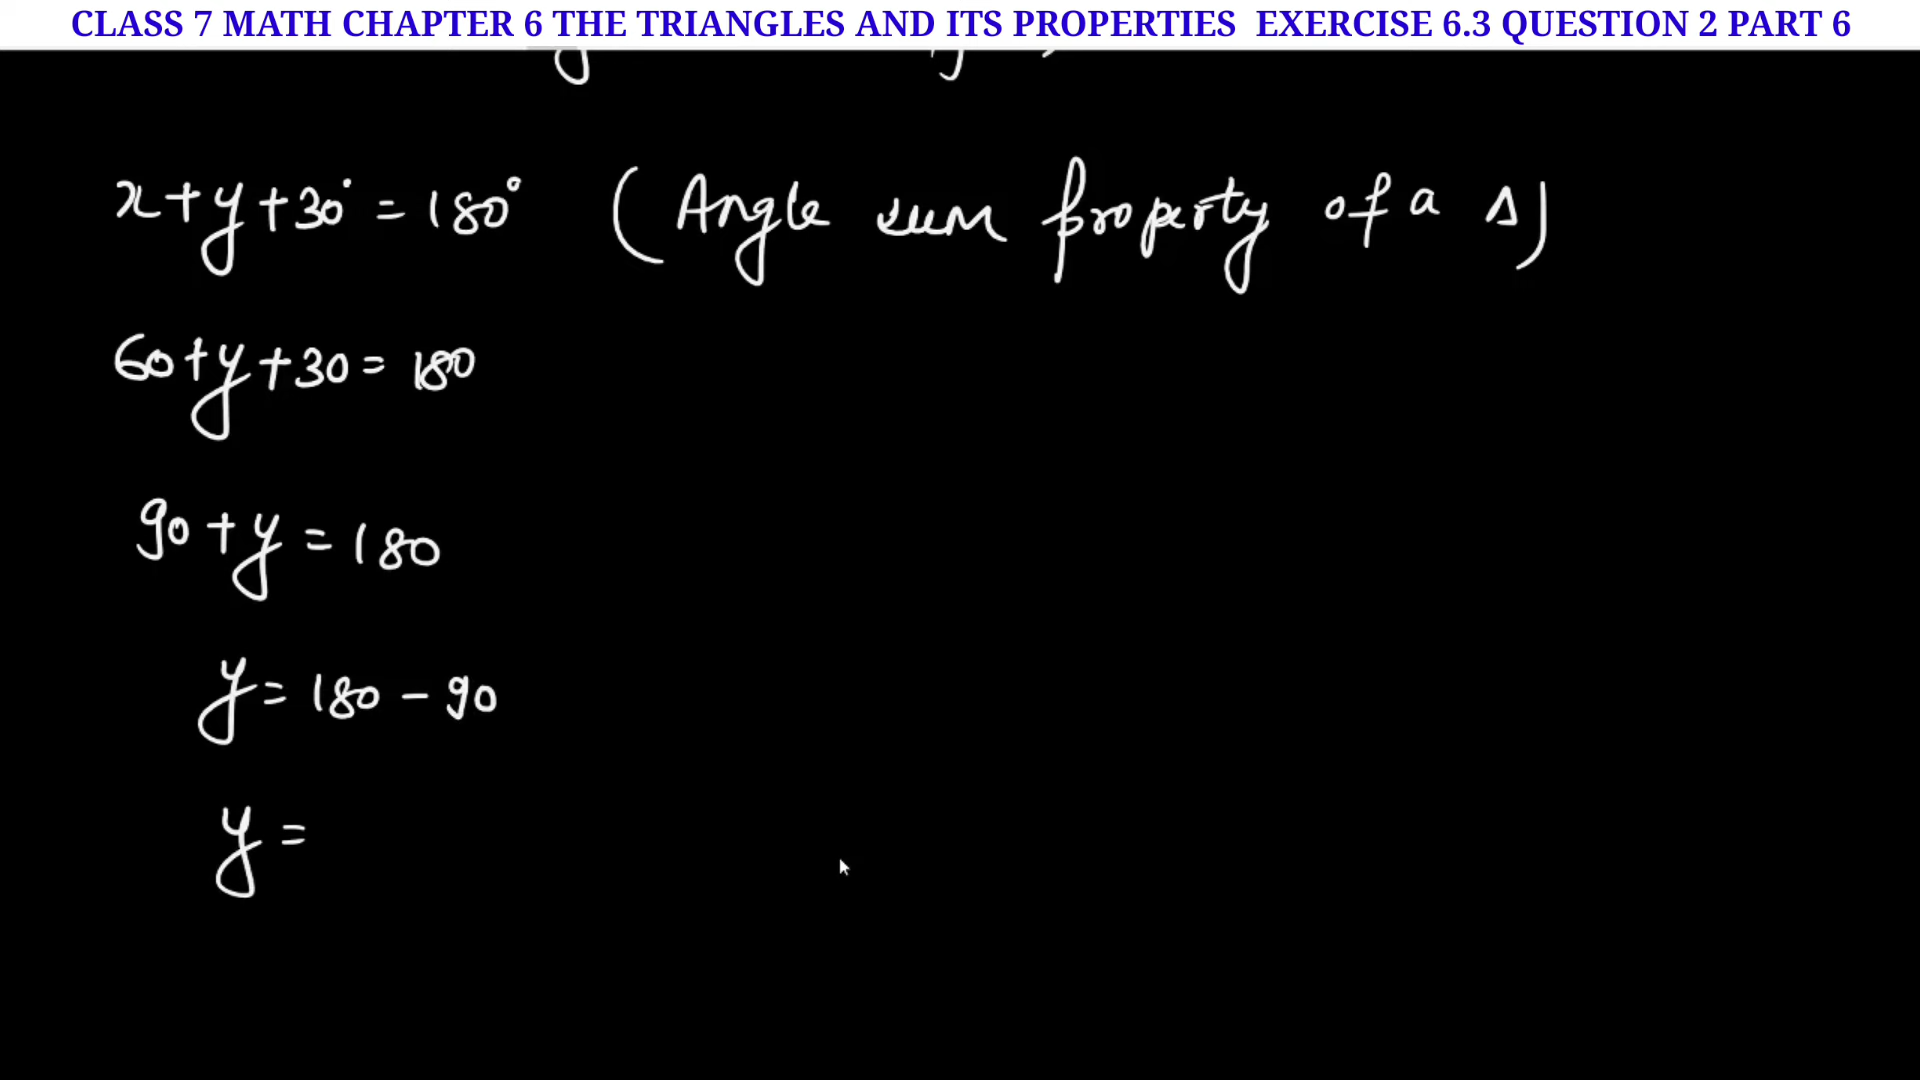 CLASS 7 MATH CHAPTER 6 THE TRIANGLES AND ITS PROPERTIES EXERCISE 6.3 QUESTION 2 PART 6
x+y+30° = 180° (Angle sum property of a Δ)
60+y+30 = 180
90+y = 180
y = 180 - 90
y =